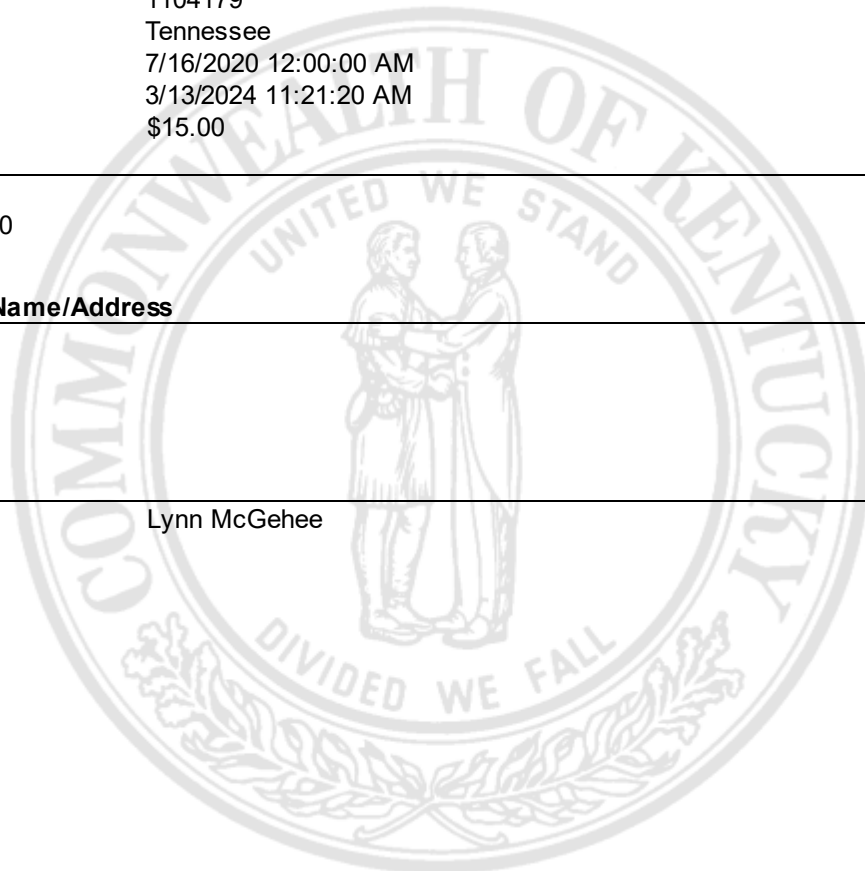 1104179
Tennessee
7/16/2020 12:00:00 AM
3/13/2024 11:21:20 AM
$15.00
COMMONWEALTH OF KENTUCKY
UNITED WE STAND
0
Name/Address
Lynn McGehee
DIVIDED WE FALL